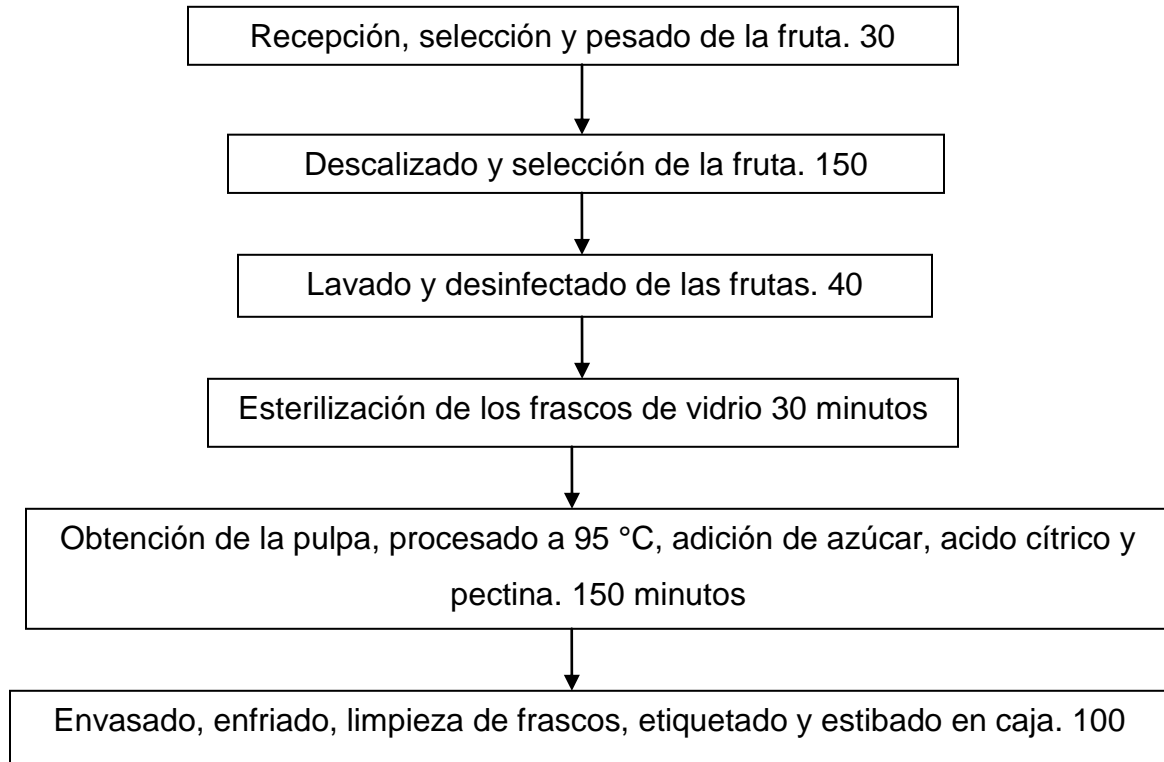 Recepción, selección y pesado de la fruta. 30
Descalizado y selección de la fruta. 150
Lavado y desinfectado de las frutas. 40
Esterilización de los frascos de vidrio 30 minutos
Obtención de la pulpa, procesado a 95 °C, adición de azúcar, acido cítrico y
pectina. 150 minutos
Envasado, enfriado, limpieza de frascos, etiquetado y estibado en caja. 100